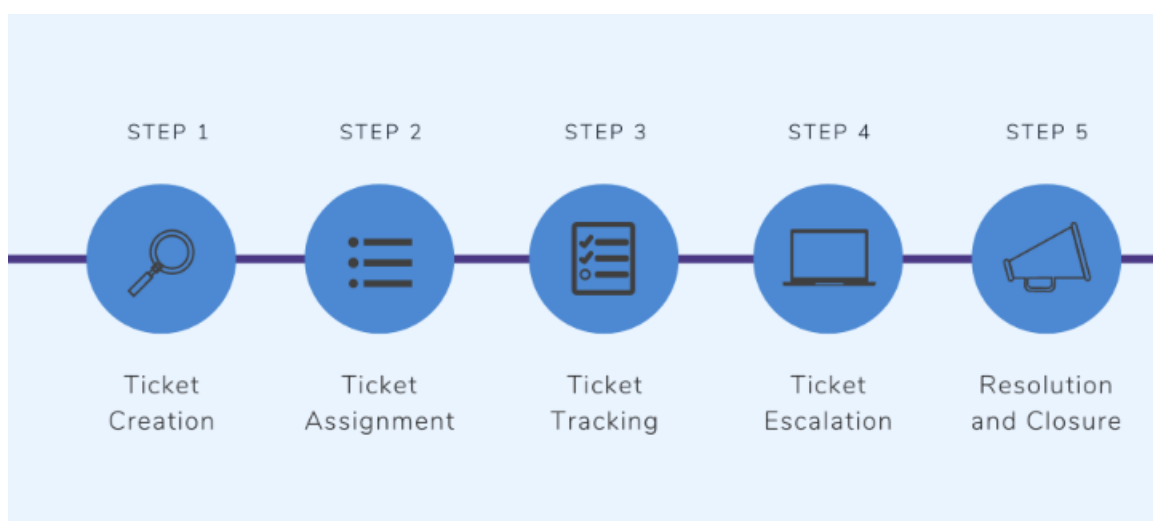 STEP 1
STEP 2
STEP 3
STEP 4
STEP 5
Ticket
Creation
Ticket
Assignment
Ticket
Tracking
Ticket
Escalation
Resolution
and Closure